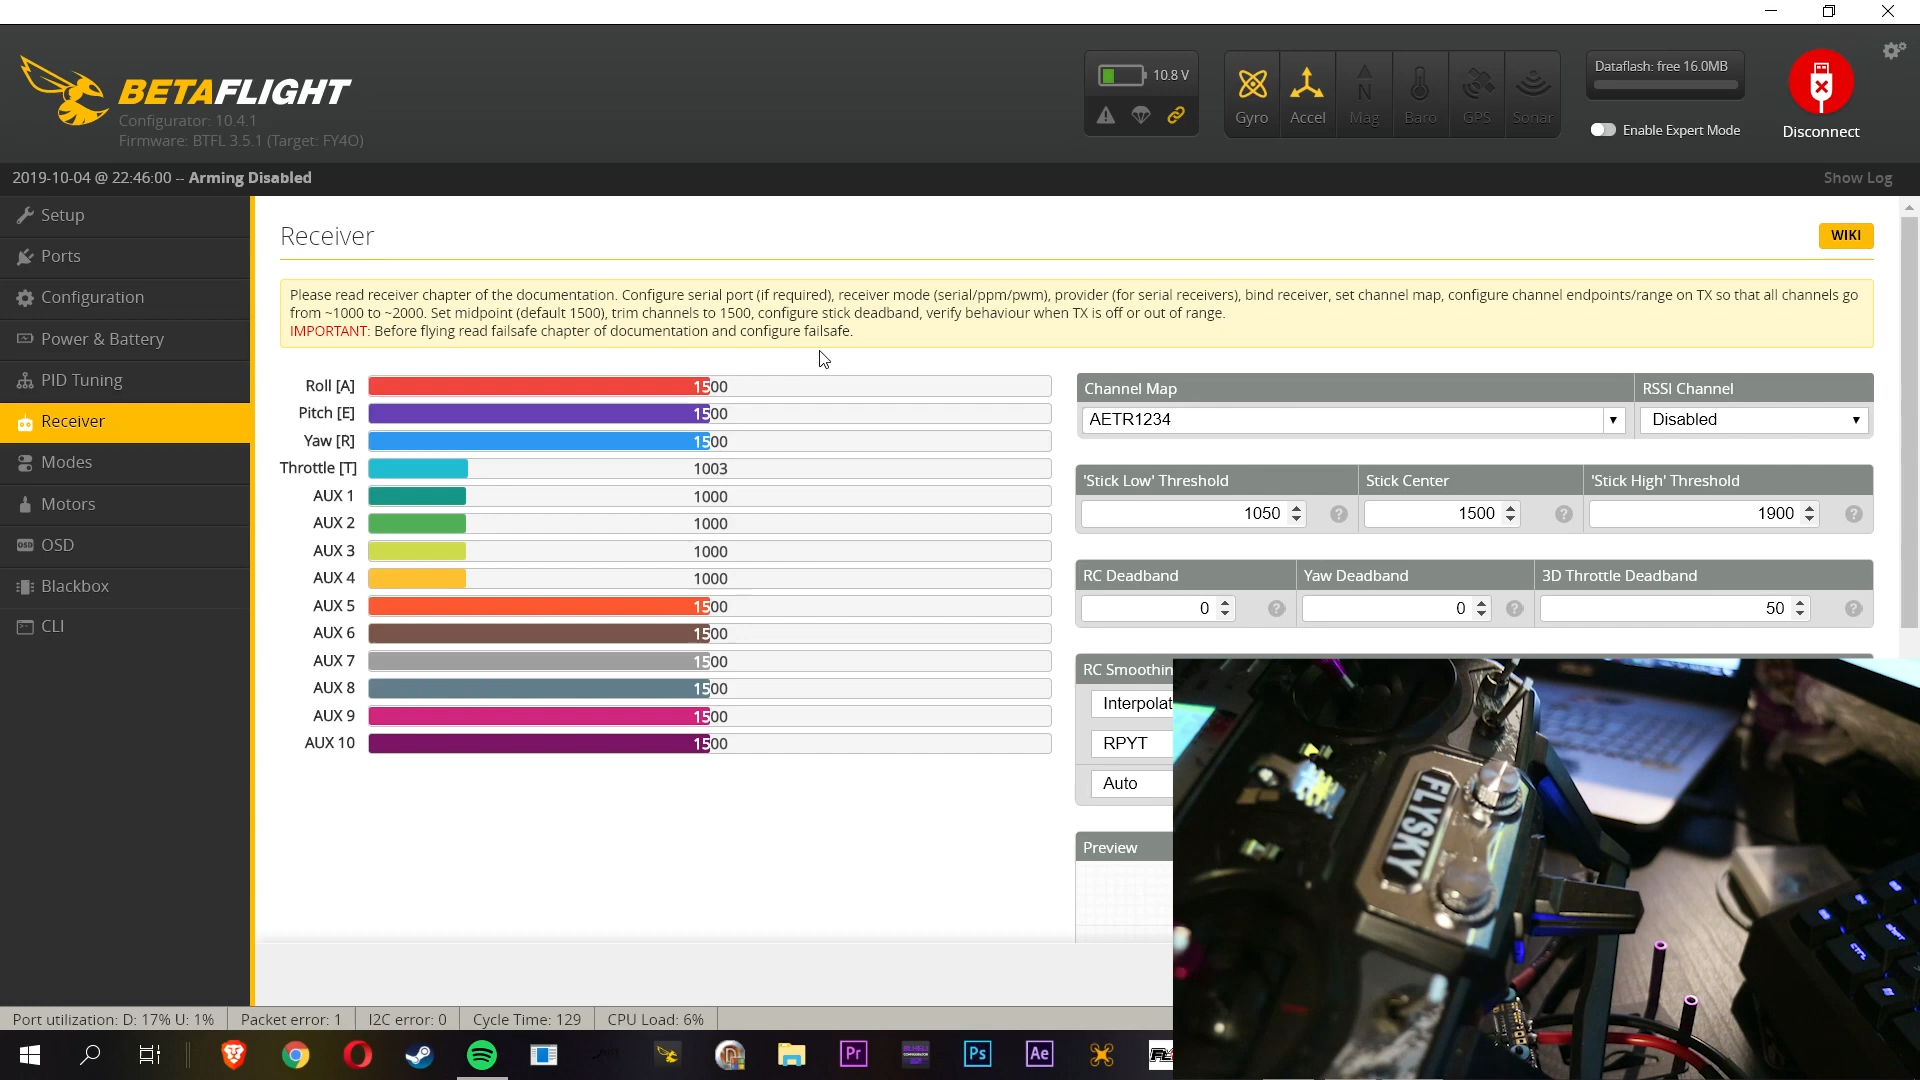 BETAFLIGHT
Configurator: 10.4.1
Firmware: BTFL 3.5.1 (Target: FY4O)
10.8 V
Gyro
Accel
Mag
Baro
GPS
Sonar
Dataflash: free 16.0MB
Enable Expert Mode
Disconnect
2019-10-04 @ 22:46:00 -- Arming Disabled
Show Log
Setup
Ports
Configuration
Power & Battery
PID Tuning
Receiver
Modes
Motors
OSD
Blackbox
CLI
Receiver
WIKI
Please read receiver chapter of the documentation. Configure serial port (if required), receiver mode (serial/ppm/pwm), provider (for serial receivers), bind receiver, set channel map, configure channel endpoints/range on TX so that all channels go
from ~1000 to ~2000. Set midpoint (default 1500), trim channels to 1500, configure stick deadband, verify behaviour when TX is off or out of range.
IMPORTANT: Before flying read failsafe chapter of documentation and configure failsafe.
Roll [A] 1500
Pitch [E] 1500
Yaw [R] 1500
Throttle [T] 1003
AUX 1 1000
AUX 2 1000
AUX 3 1000
AUX 4 1000
AUX 5 1500
AUX 6 1500
AUX 7 1500
AUX 8 1500
AUX 9 1500
AUX 10 1500
Channel Map
RSSI Channel
AETR1234
Disabled
'Stick Low' Threshold
Stick Center
'Stick High' Threshold
1050
1500
1900
RC Deadband
Yaw Deadband
3D Throttle Deadband
0
0
50
RC Smoothin
Interpolat
RPYT
Auto
Preview
FLYSKY
Port utilization: D: 17% U: 1%
Packet error: 1
I2C error: 0
Cycle Time: 129
CPU Load: 6%
Pr
Ps
Ae